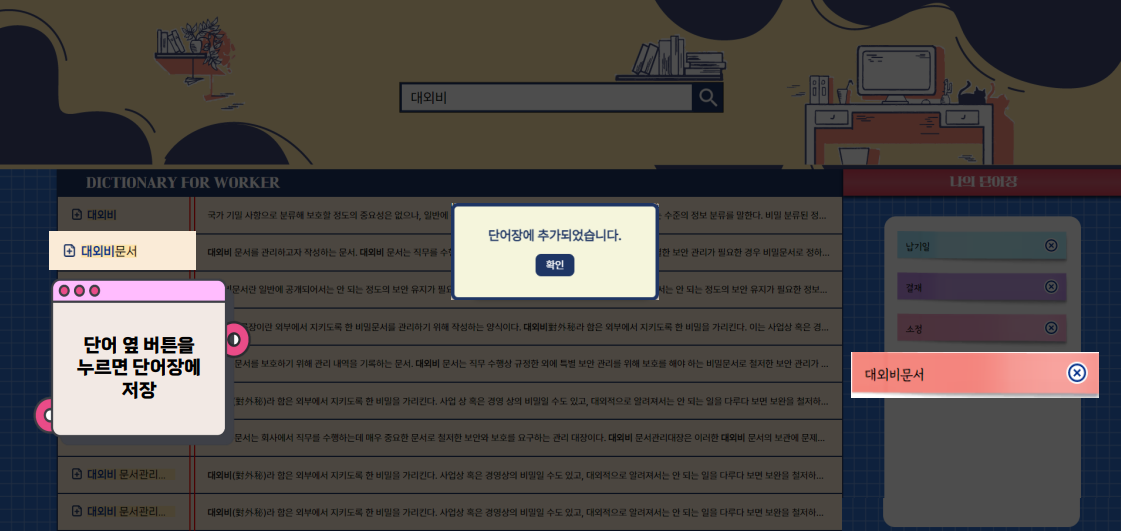 대외비
DICTIONARY FOR WORKER
나의 단어장
대외비
국가 기밀 사항으로 분류해 보호할 정도의 중요성은 없으나, 일반에
수준의 정보 분류를 말한다. 비밀 분류된 정...
대외비문서
대외비 문서를 관리하고자 작성하는 문서. 대외비 문서는 직무를 수행
한 보안 관리가 필요한 경우 비밀문서로 정하...
단어장에 추가되었습니다.
확인
문서란 일반에 공개되어서는 안 되는 정도의 보안 유지가 필요
는 안 되는 정도의 보안 유지가 필요한 정보...
장이란 외부에서 지키도록 한 비밀문서를 관리하기 위해 작성하는 양식이다. 대외비對外秘라 함은 외부에서 지키도록 한 비밀을 가리킨다. 이는 사업상 혹은 경...
문서를 보호하기 위해 관리 내역을 기록하는 문서. 대외비 문서는 직무 수행상 규정한 외에 특별 보안 관리를 위해 보호를 해야 하는 비밀문서로 철저한 보안 관리가 ...
(對外秘)라 함은 외부에서 지키도록 한 비밀을 가리킨다. 사업 상 혹은 경영 상의 비밀일 수도 있고, 대외적으로 알려져서는 안 되는 일을 다루다 보면 보완을 철저하...
문서는 회사에서 직무를 수행하는데 매우 중요한 문서로 철저한 보안와 보호를 요구하는 관리 대장이다. 대외비 문서관리대장은 이러한 대외비 문서의 보관에 문제...
대외비 문서관리...
대외비(對外秘)라 함은 외부에서 지키도록 한 비밀을 가리킨다. 사업상 혹은 경영상의 비밀일 수도 있고, 대외적으로 알려져서는 안 되는 일을 다루다 보면 보완을 철저하...
대외비 문서관리...
대외비(對外秘)라 함은 외부에서 지키도록 한 비밀을 가리킨다. 사업상 혹은 경영상의 비밀일 수도 있고, 대외적으로 알려져서는 안 되는 일을 다루다 보면 보완을 철저하...
단어 옆 버튼을
누르면 단어장에
저장
납기일
결재
소정
대외비문서